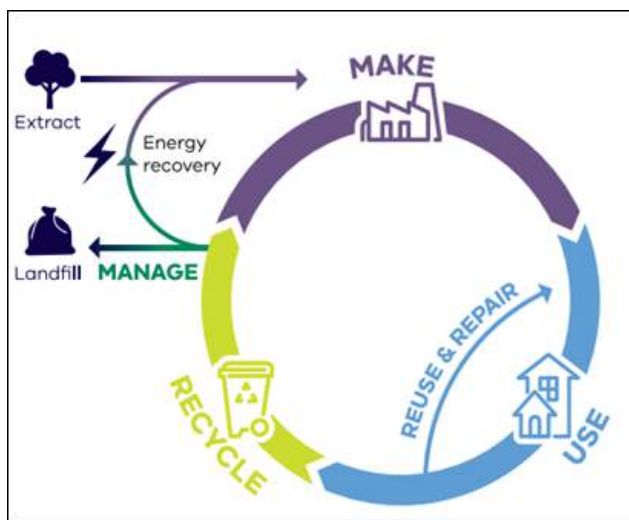 MAKE
Extract
Energy
recovery
Landfill
MANAGE
REUSE & REPAIR
RECYCLE
USE